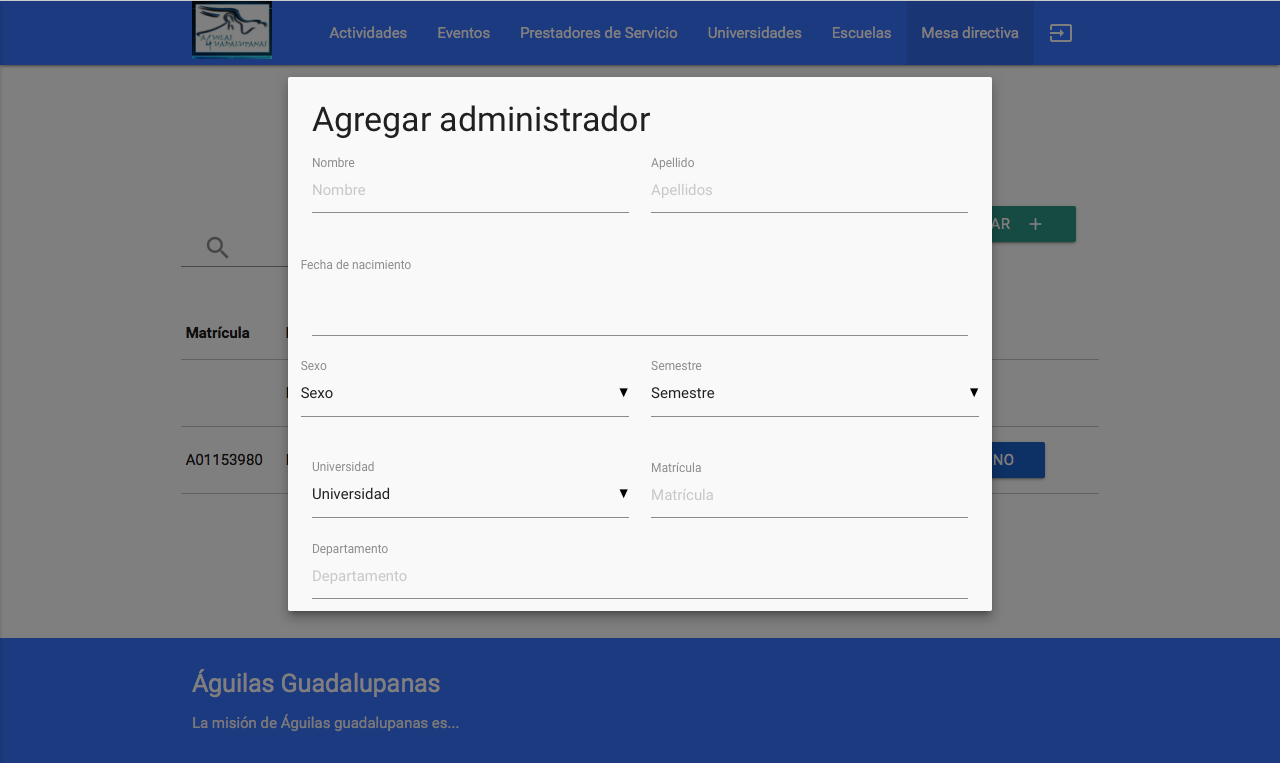 AGUILAS
GUADALUPANAS
Actividades Eventos Prestadores de Servicio Universidades Escuelas Mesa directiva
Agregar administrador
Nombre Apellido
Nombre Apellidos
AR +
Fecha de nacimiento
Matrícula
Sexo Semestre
Sexo ▼ Semestre ▼
A01153980 NO
Universidad Matrícula
Universidad ▼ Matrícula
Departamento
Departamento
Águilas Guadalupanas
La misión de Águilas guadalupanas es...